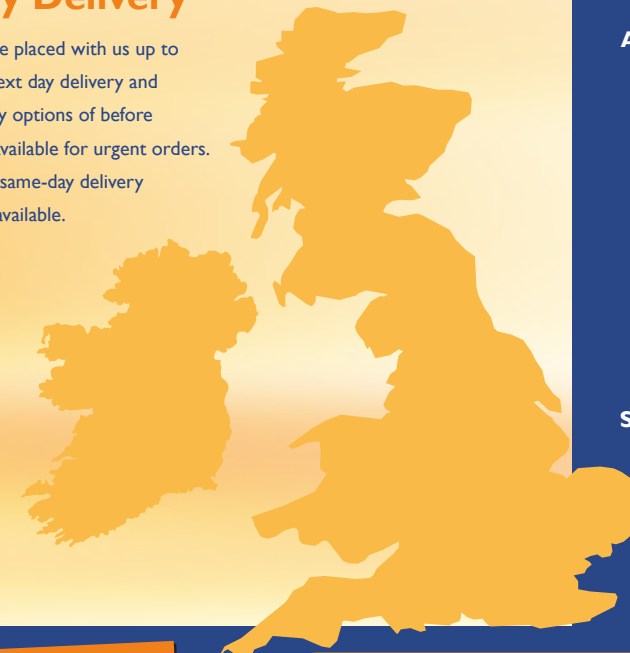 y Delivery
e placed with us up to
ext day delivery and
y options of before
vailable for urgent orders.
same-day delivery
available.
A
S